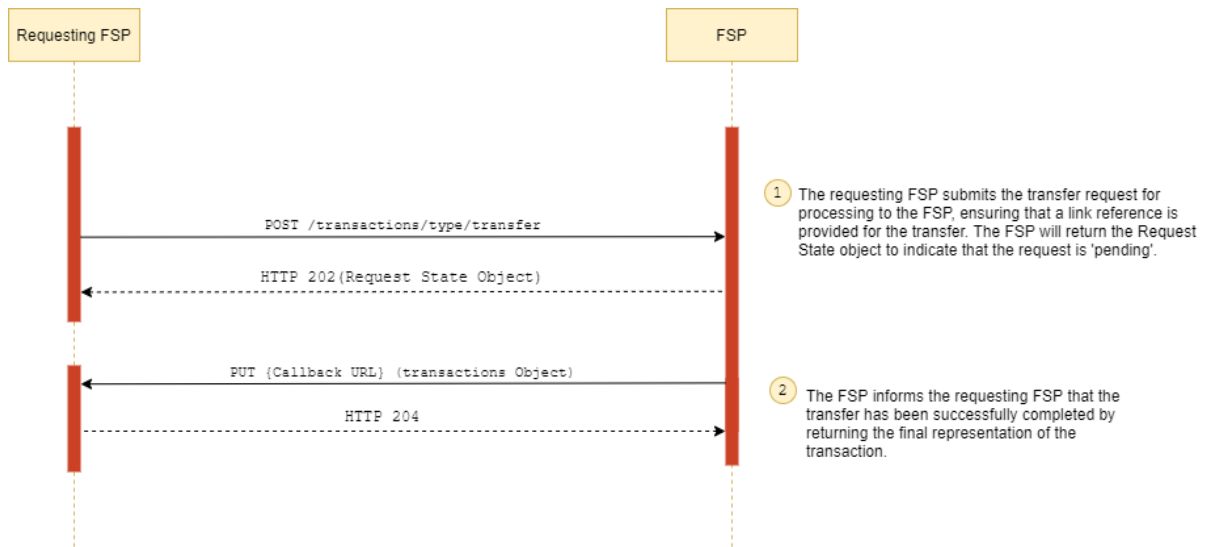 Requesting FSP
FSP
1
The requesting FSP submits the transfer request for
processing to the FSP, ensuring that a link reference is
provided for the transfer. The FSP will return the Request
State object to indicate that the request is 'pending'.
POST /transactions/type/transfer
HTTP 202(Request State Object)
PUT {Callback URL} (transactions Object)
HTTP 204
2
The FSP informs the requesting FSP that the
transfer has been successfully completed by
returning the final representation of the
transaction.